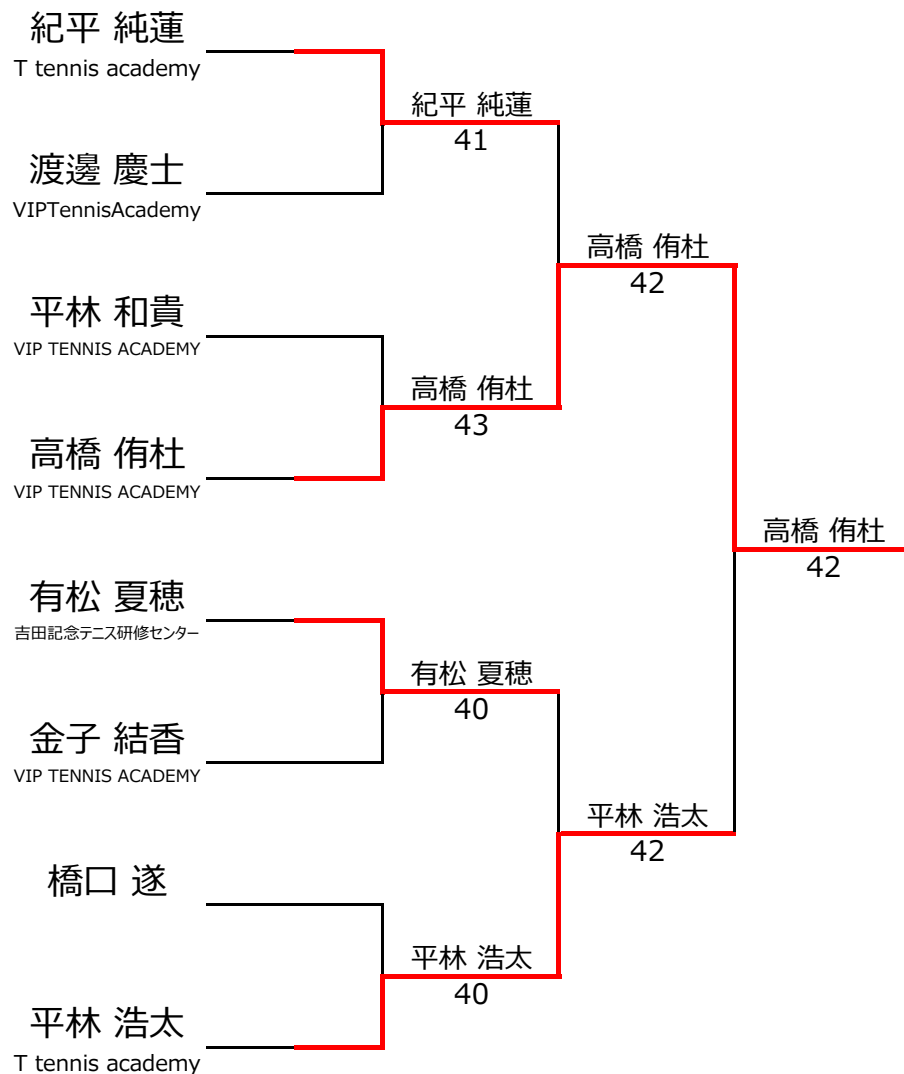 紀平 純蓮
T tennis academy
紀平 純蓮
41
渡邊 慶士
VIPTennisAcademy
高橋 侑杜
42
平林 和貴
VIP TENNIS ACADEMY
高橋 侑杜
43
高橋 侑杜
VIP TENNIS ACADEMY
高橋 侑杜
42
有松 夏穂
吉田記念テニス研修センター
有松 夏穂
40
金子 結香
VIP TENNIS ACADEMY
平林 浩太
42
橋口 遂
平林 浩太
40
平林 浩太
T tennis academy